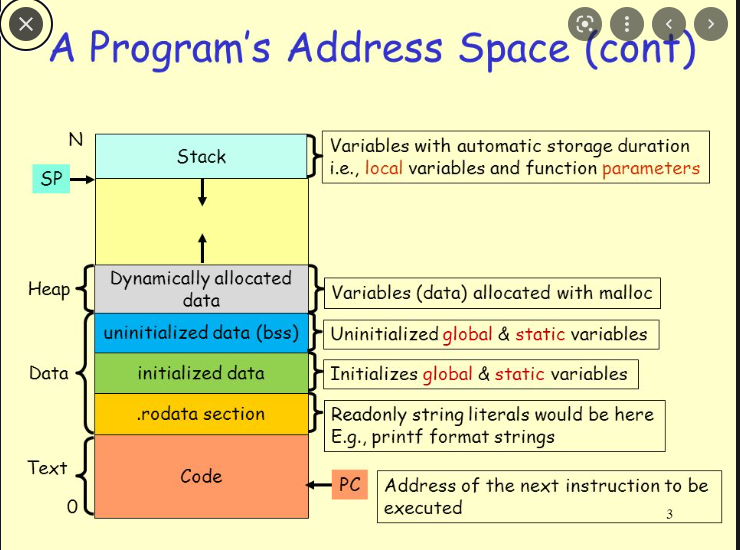 A Program's Address Space (cont)
N
Stack
Variables with automatic storage duration
i.e., local variables and function parameters
SP
Heap
Dynamically allocated
data
Variables (data) allocated with malloc
uninitialized data (bss)
Uninitialized global & static variables
Data
initialized data
Initializes global & static variables
.rodata section
Readonly string literals would be here
E.g., printf format strings
Text
Code
PC
Address of the next instruction to be
executed
0
3